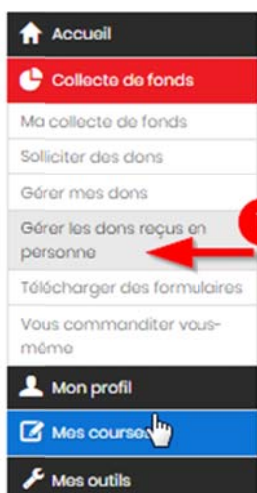 Accueil
Collecte de fonds
Ma collecte de fonds
Solliciter des dons
Gérer mes dons
Gérer les dons reçus en
personne
Télécharger des formulaires
Vous commanditer vous-
même
Mon profil
Mes courses
Mes outils